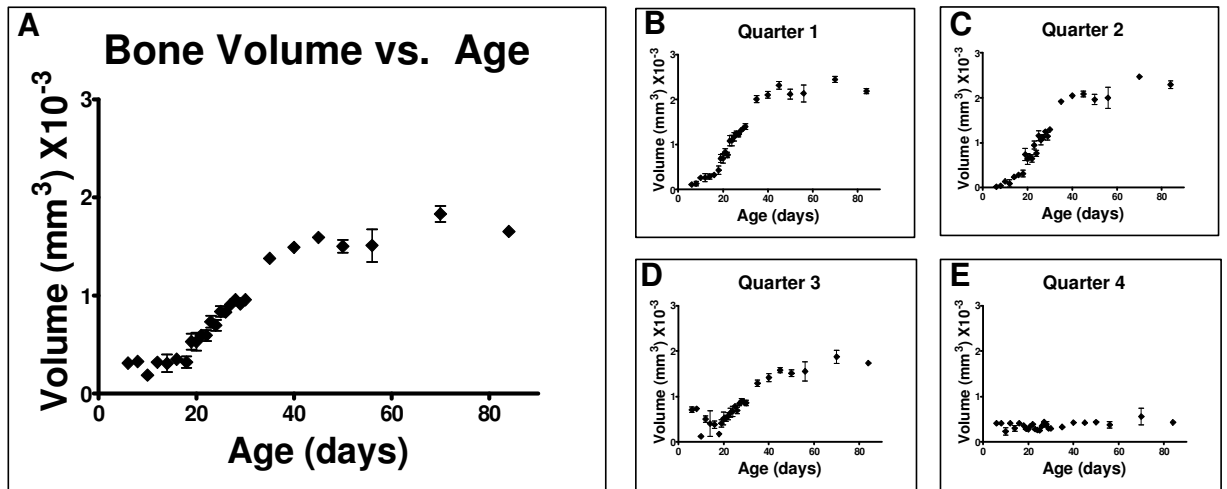 A
Bone Volume vs. Age
Volume (mm³) X10⁻³
3
2
1
0
0 20 40 60 80
Age (days)
B
Quarter 1
Volume (mm³) X10⁻³
3
2
1
0
0 20 40 60 80
Age (days)
C
Quarter 2
Volume (mm³) X10⁻³
3
2
1
0
0 20 40 60 80
Age (days)
D
Quarter 3
Volume (mm³) X10⁻³
3
2
1
0
0 20 40 60 80
Age (days)
E
Quarter 4
Volume (mm³) X10⁻³
3
2
1
0
0 20 40 60 80
Age (days)